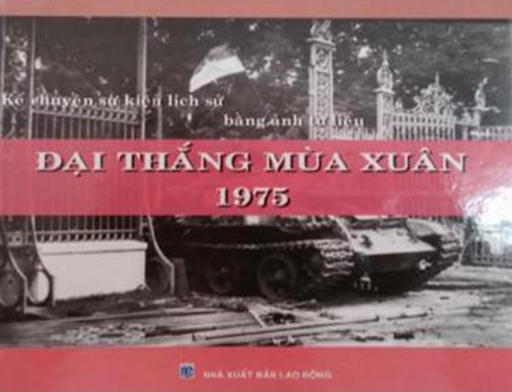 Kể chuyện sự kiện lịch sử
bằng ảnh tư liệu
ĐẠI THẮNG MÙA XUÂN
1975
NHÀ XUẤT BẢN LAO ĐỘNG